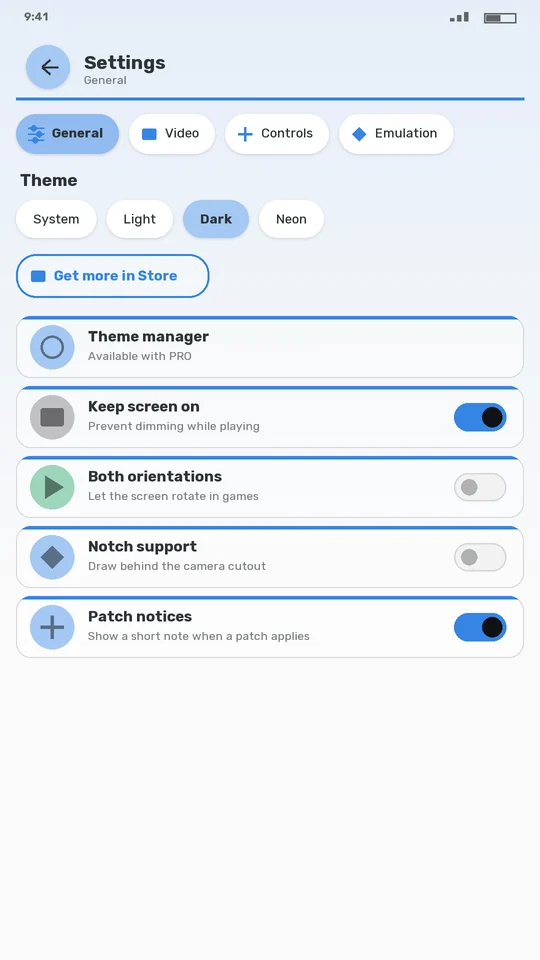 9:41
Settings
General
General
Video
Controls
Emulation
Theme
System
Light
Dark
Neon
Get more in Store
Theme manager
Available with PRO
Keep screen on
Prevent dimming while playing
Both orientations
Let the screen rotate in games
Notch support
Draw behind the camera cutout
Patch notices
Show a short note when a patch applies